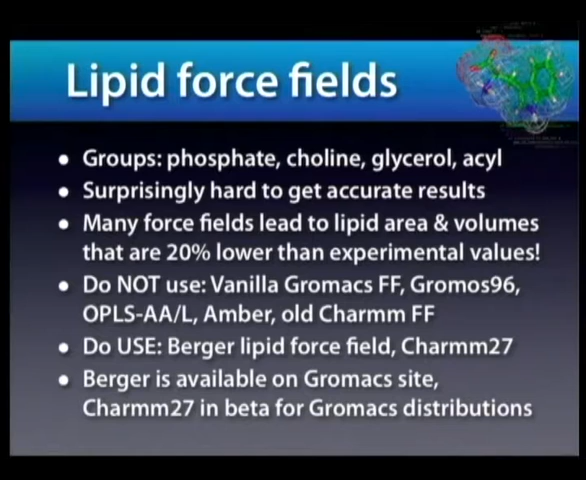 Lipid force fields
• Groups: phosphate, choline, glycerol, acyl
• Surprisingly hard to get accurate results
• Many force fields lead to lipid area & volumes
that are 20% lower than experimental values!
• Do NOT use: Vanilla Gromacs FF, Gromos96,
OPLS-AA/L, Amber, old Charmm FF
• Do USE: Berger lipid force field, Charmm27
• Berger is available on Gromacs site,
Charmm27 in beta for Gromacs distributions